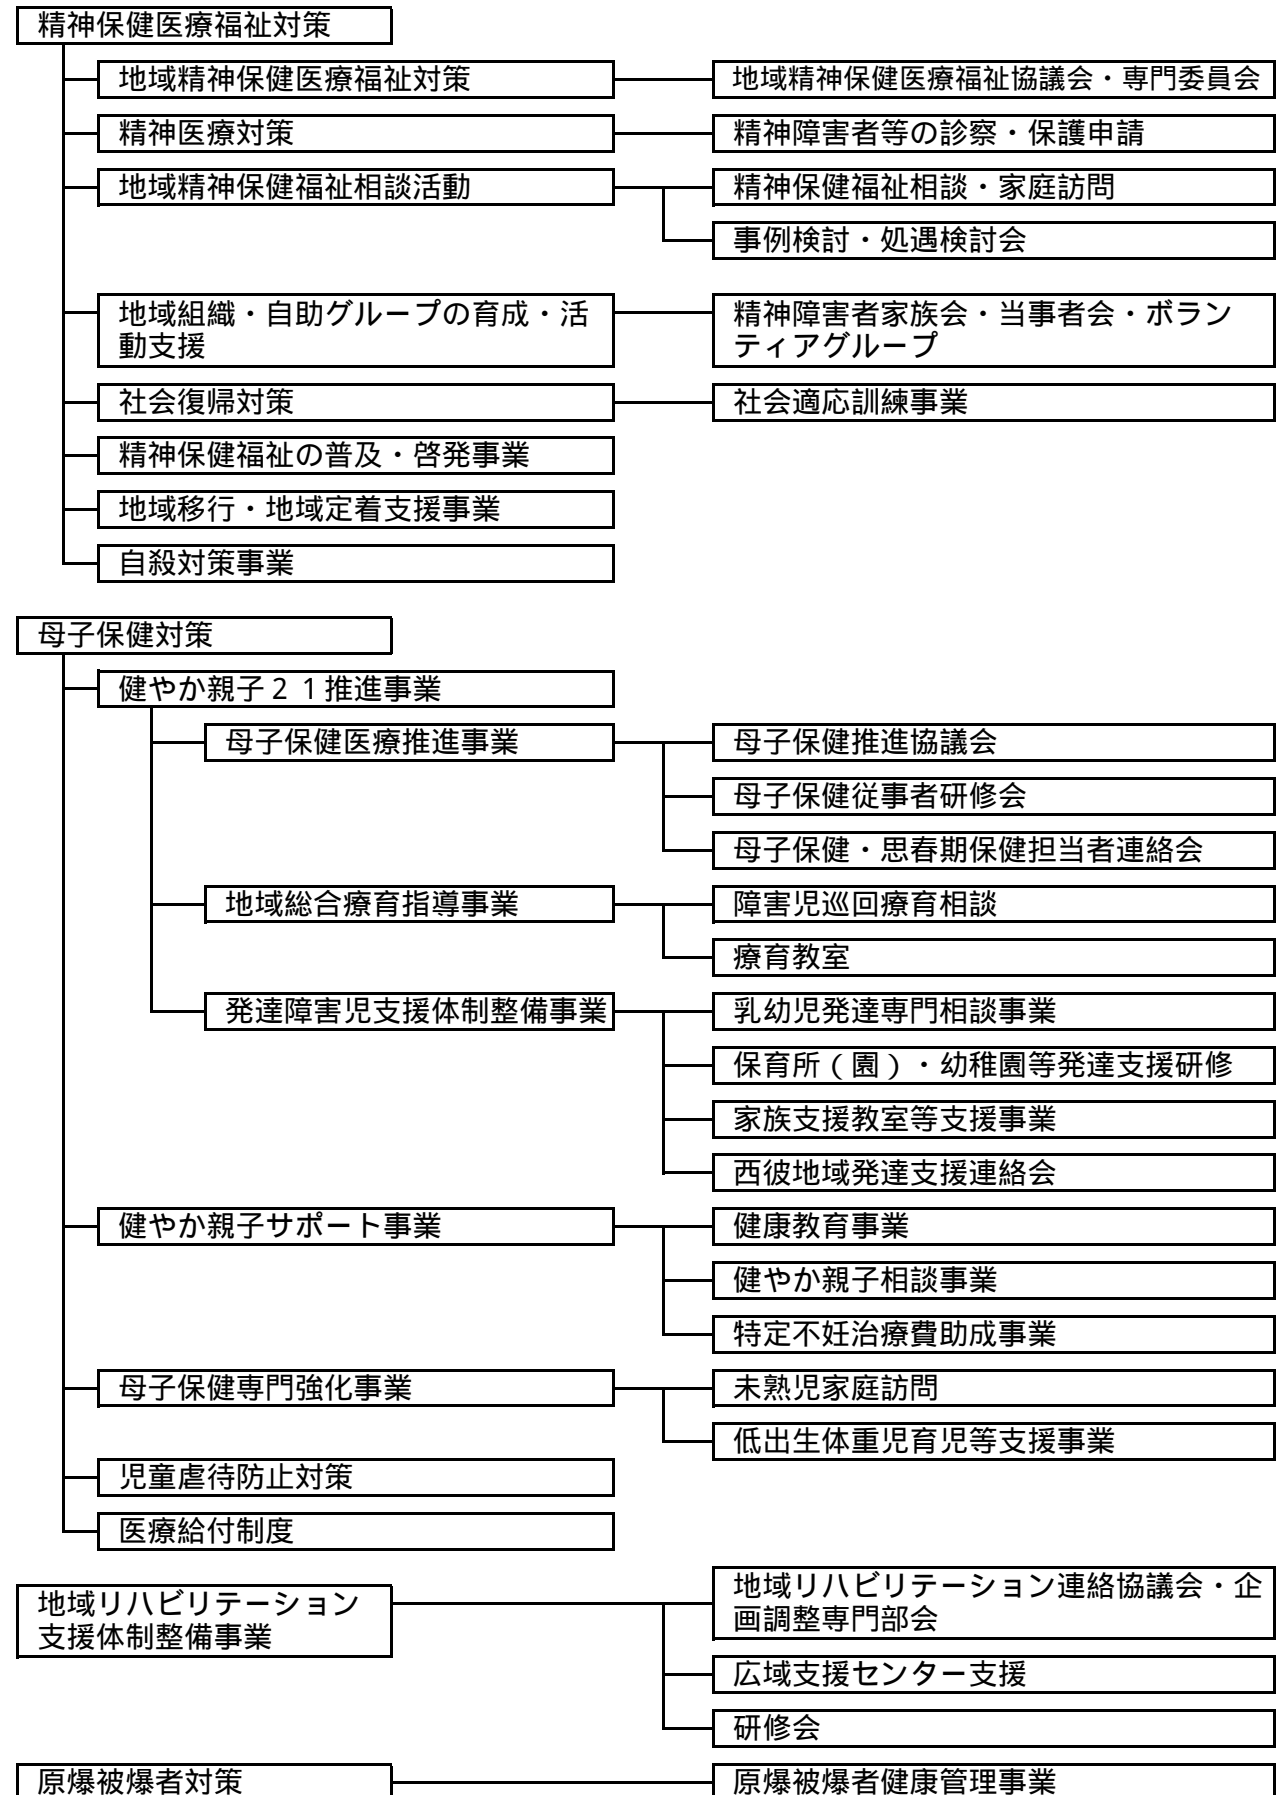 精神保健医療福祉対策
地域精神保健医療福祉対策
地域精神保健医療福祉協議会・専門委員会
精神医療対策
精神障害者等の診察・保護申請
地域精神保健福祉相談活動
精神保健福祉相談・家庭訪問
事例検討・処遇検討会
地域組織・自助グループの育成・活
動支援
精神障害者家族会・当事者会・ボラン
ティアグループ
社会復帰対策
社会適応訓練事業
精神保健福祉の普及・啓発事業
地域移行・地域定着支援事業
自殺対策事業
母子保健対策
健やか親子２１推進事業
母子保健医療推進事業
母子保健推進協議会
母子保健従事者研修会
母子保健・思春期保健担当者連絡会
地域総合療育指導事業
障害児巡回療育相談
療育教室
発達障害児支援体制整備事業
乳幼児発達専門相談事業
保育所（園）・幼稚園等発達支援研修
家族支援教室等支援事業
西彼地域発達支援連絡会
健やか親子サポート事業
健康教育事業
健やか親子相談事業
特定不妊治療費助成事業
母子保健専門強化事業
未熟児家庭訪問
低出生体重児育児等支援事業
児童虐待防止対策
医療給付制度
地域リハビリテーション
支援体制整備事業
地域リハビリテーション連絡協議会・企
画調整専門部会
広域支援センター支援
研修会
原爆被爆者対策
原爆被爆者健康管理事業